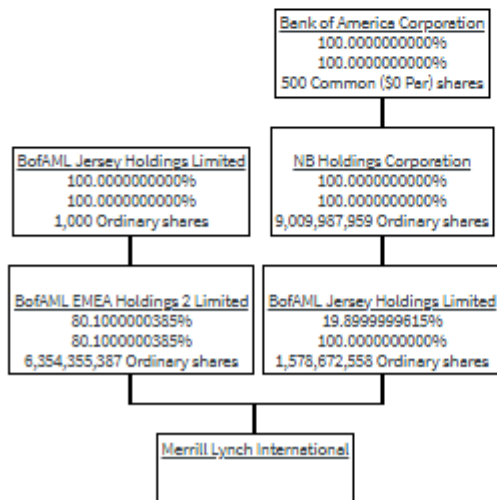 Bank of America Corporation
100.0000000000%
100.0000000000%
500 Common ($0 Par) shares
BofAML Jersey Holdings Limited
100.0000000000%
100.0000000000%
1,000 Ordinary shares
NB Holdings Corporation
100.0000000000%
100.0000000000%
9,009,987,959 Ordinary shares
BofAML EMEA Holdings 2 Limited
80.1000000385%
80.1000000385%
6,354,355,387 Ordinary shares
BofAML Jersey Holdings Limited
19.8999999615%
100.0000000000%
1,578,672,558 Ordinary shares
Merrill Lynch International